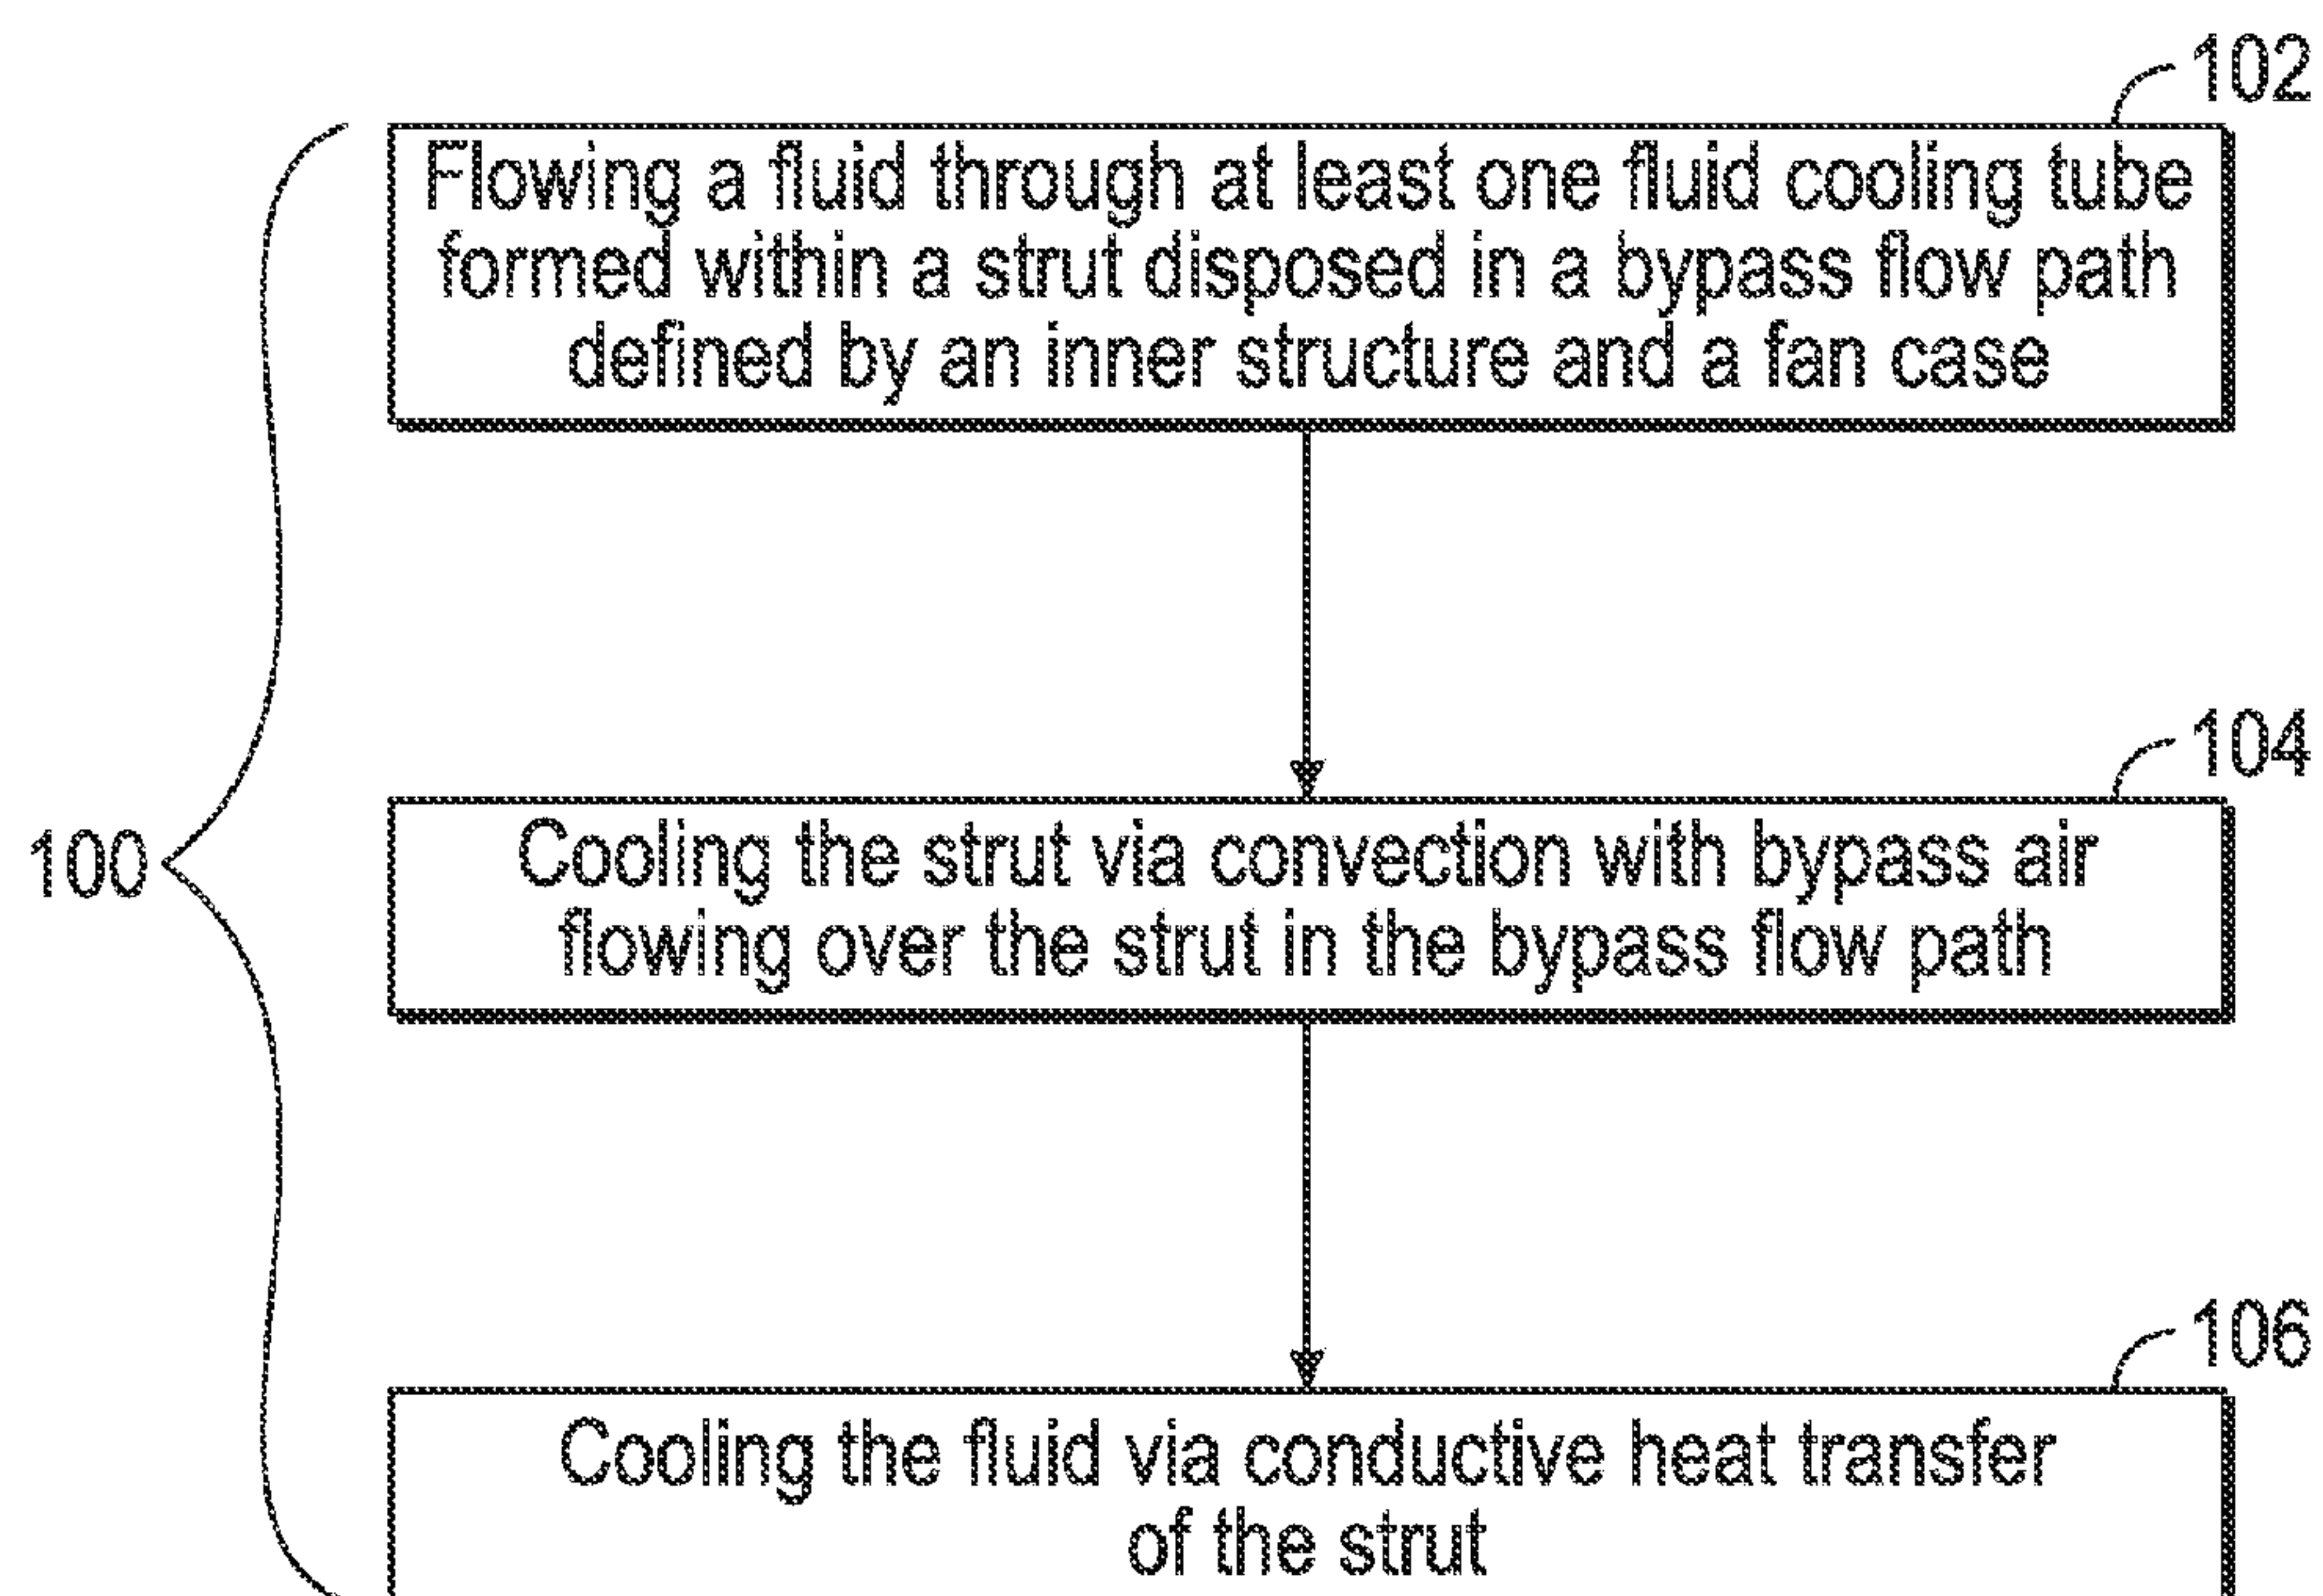 102
Flowing a fluid through at least one fluid cooling tube
formed within a strut disposed in a bypass flow path
defined by an inner structure and a fan case
104
100
Cooling the strut via convection with bypass air
flowing over the strut in the bypass flow path
106
Cooling the fluid via conductive heat transfer
of the strut